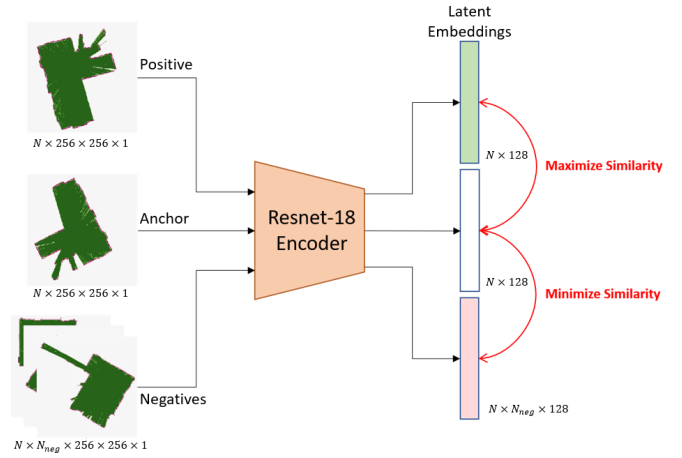 Latent
Embeddings
Positive
N × 256 × 256 × 1
N × 128
Maximize Similarity
Anchor
Resnet-18
Encoder
N × 256 × 256 × 1
N × 128
Minimize Similarity
Negatives
N × N_neg × 128
N × N_neg × 256 × 256 × 1